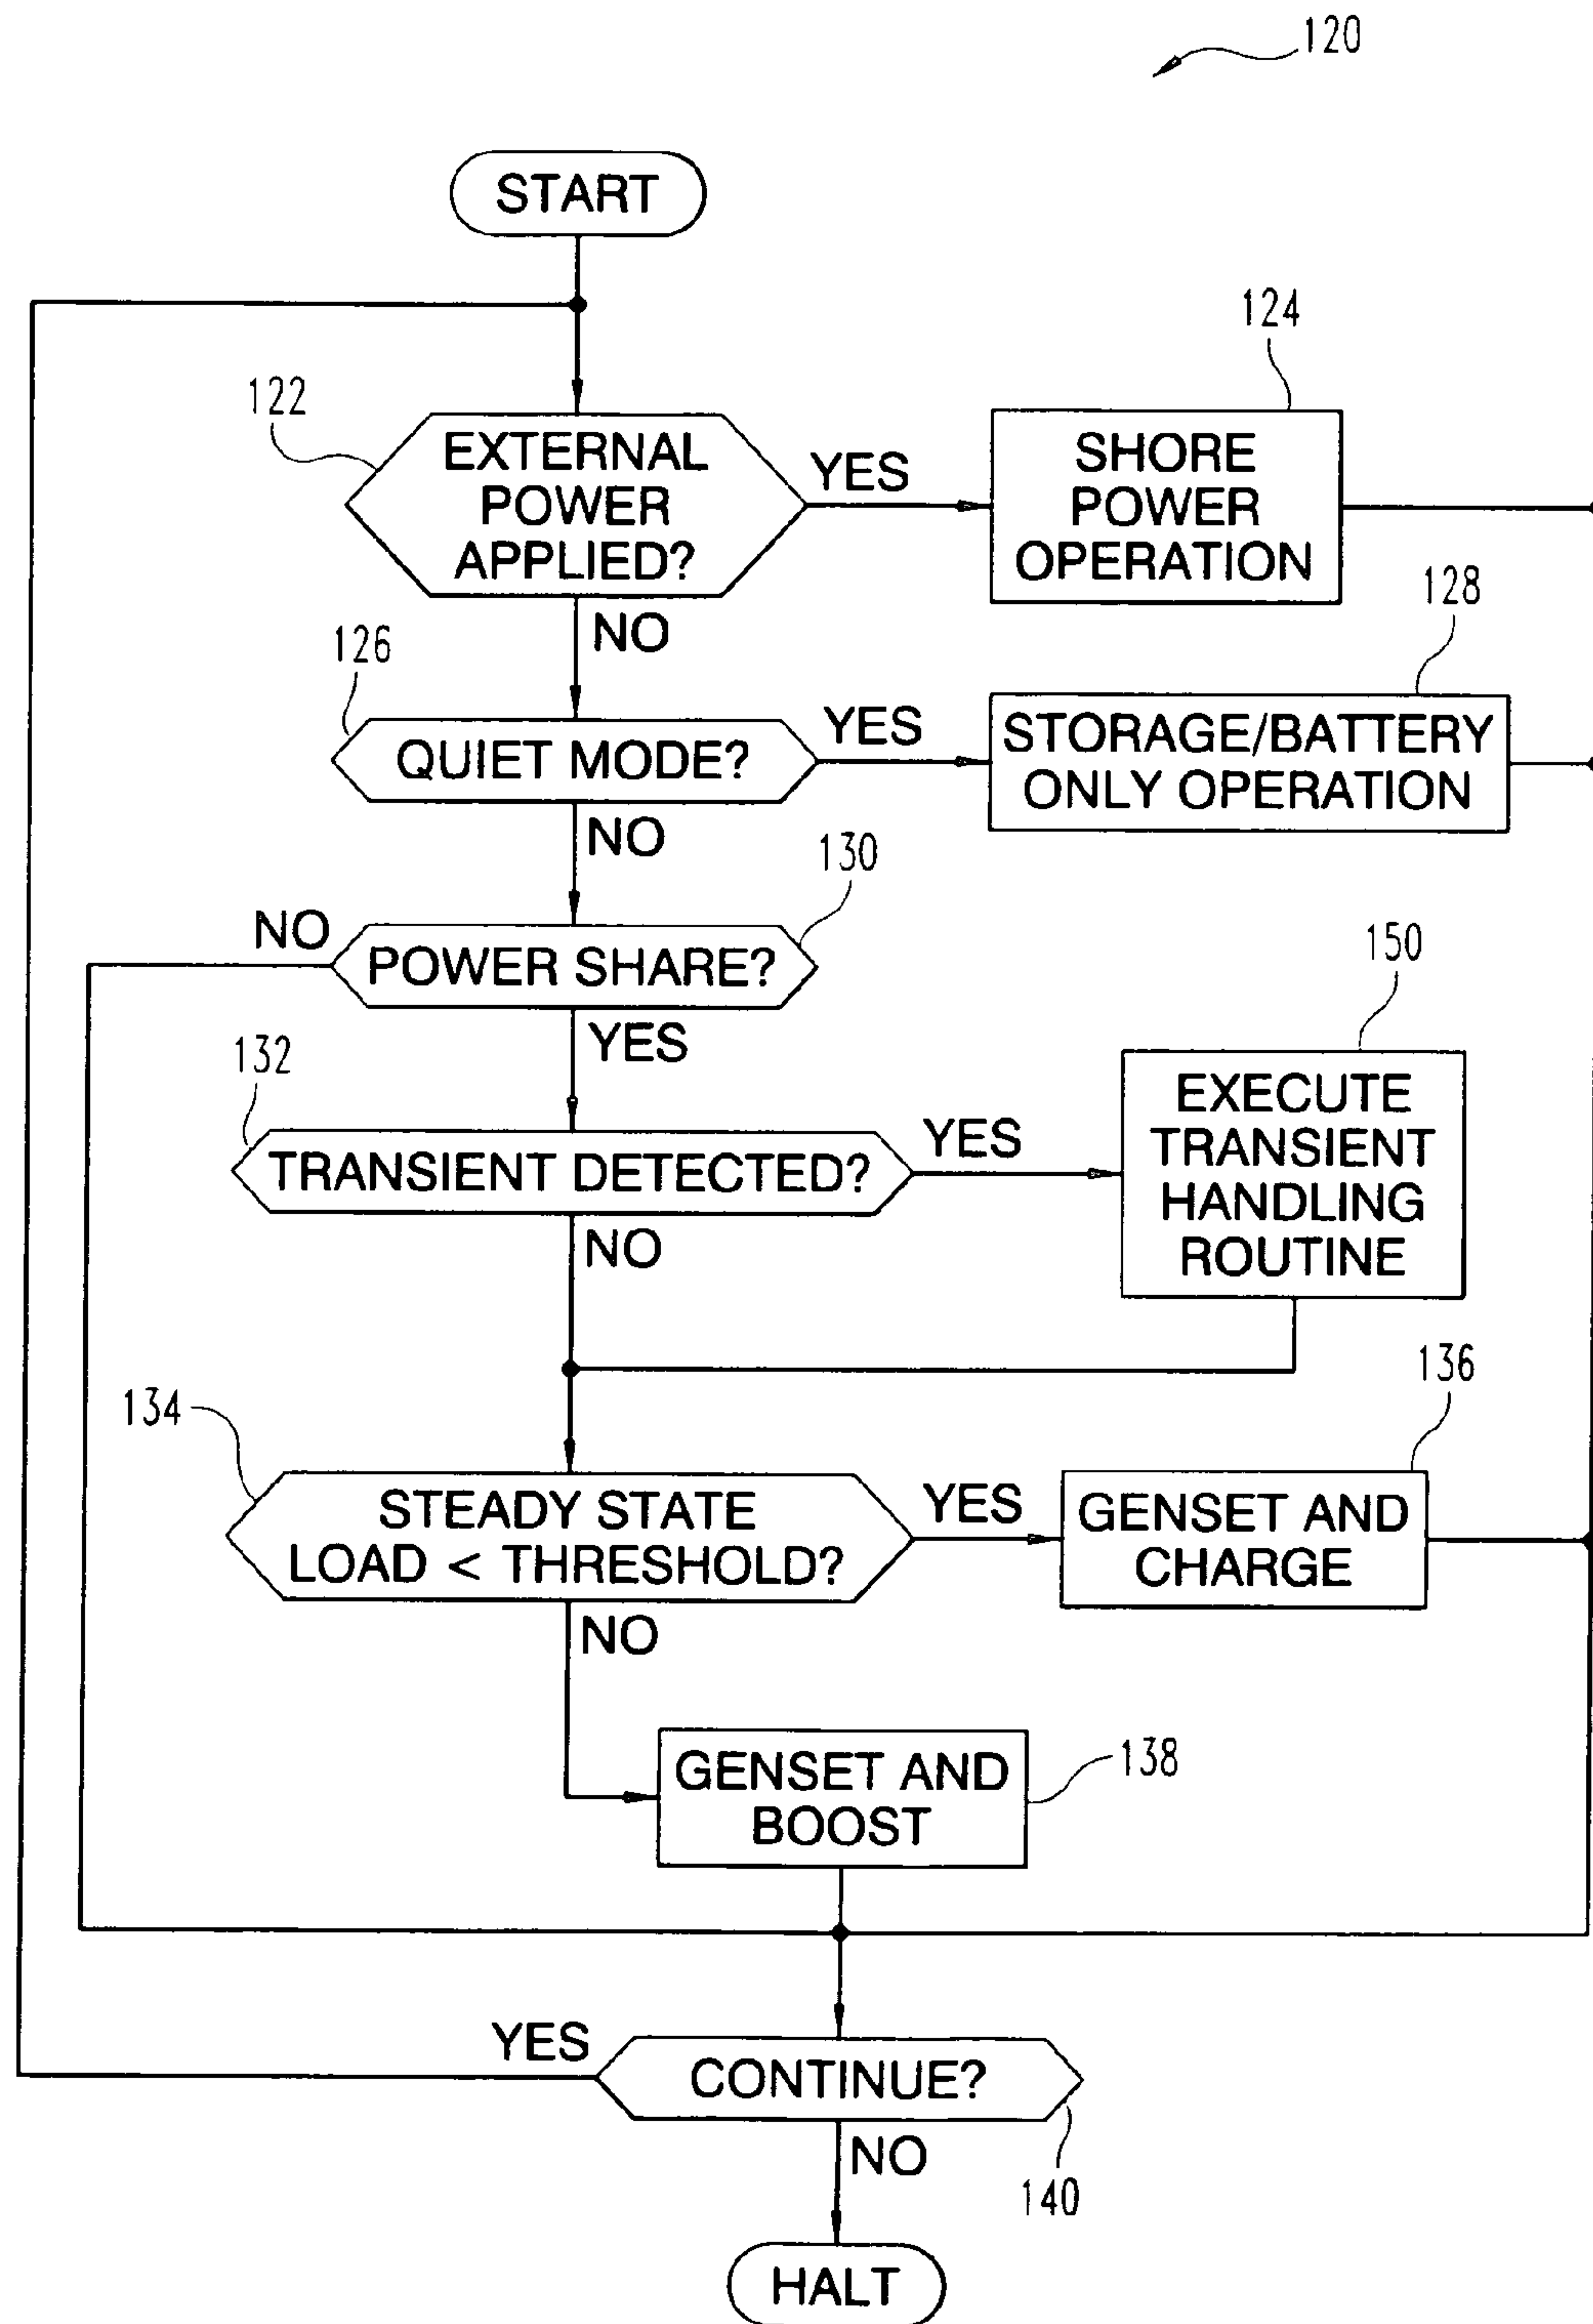 120
START
124
122
EXTERNAL
POWER
APPLIED?
YES
SHORE
POWER
OPERATION
NO
126
128
QUIET MODE?
YES
STORAGE/BATTERY
ONLY OPERATION
NO
130
NO
POWER SHARE?
150
YES
132
TRANSIENT DETECTED?
YES
EXECUTE
TRANSIENT
HANDLING
ROUTINE
NO
136
134
STEADY STATE
LOAD < THRESHOLD?
YES
GENSET AND
CHARGE
NO
GENSET AND
BOOST
138
YES
CONTINUE?
NO
140
HALT